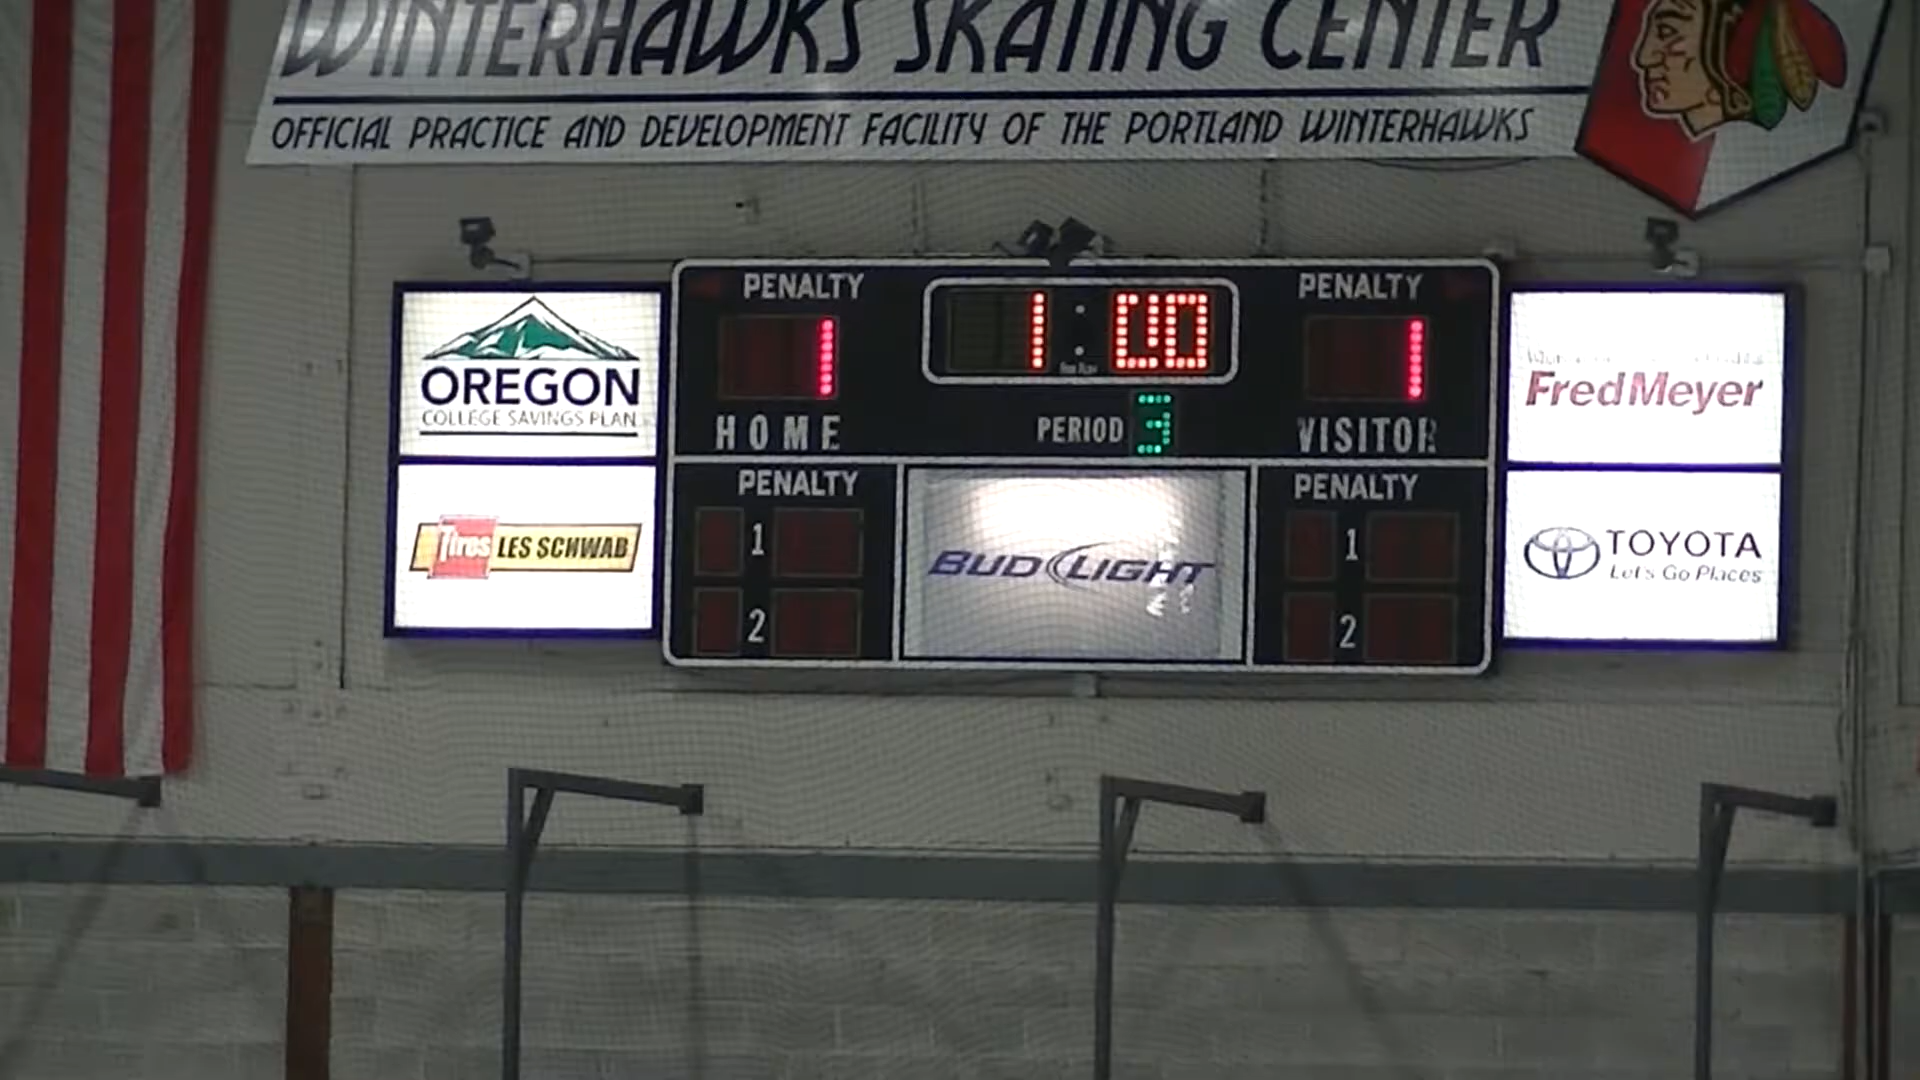 WINTERHAWKS SKATING CENTER
OFFICIAL PRACTICE AND DEVELOPMENT FACILITY OF THE PORTLAND WINTERHAWKS
PENALTY
1:00
PENALTY
1
1
HOME
PERIOD 3
VISITOR
OREGON
COLLEGE SAVINGS PLAN
Fred Meyer
Tires LES SCHWAB
PENALTY
1
2
BUD LIGHT
PENALTY
1
2
TOYOTA
Let's Go Places